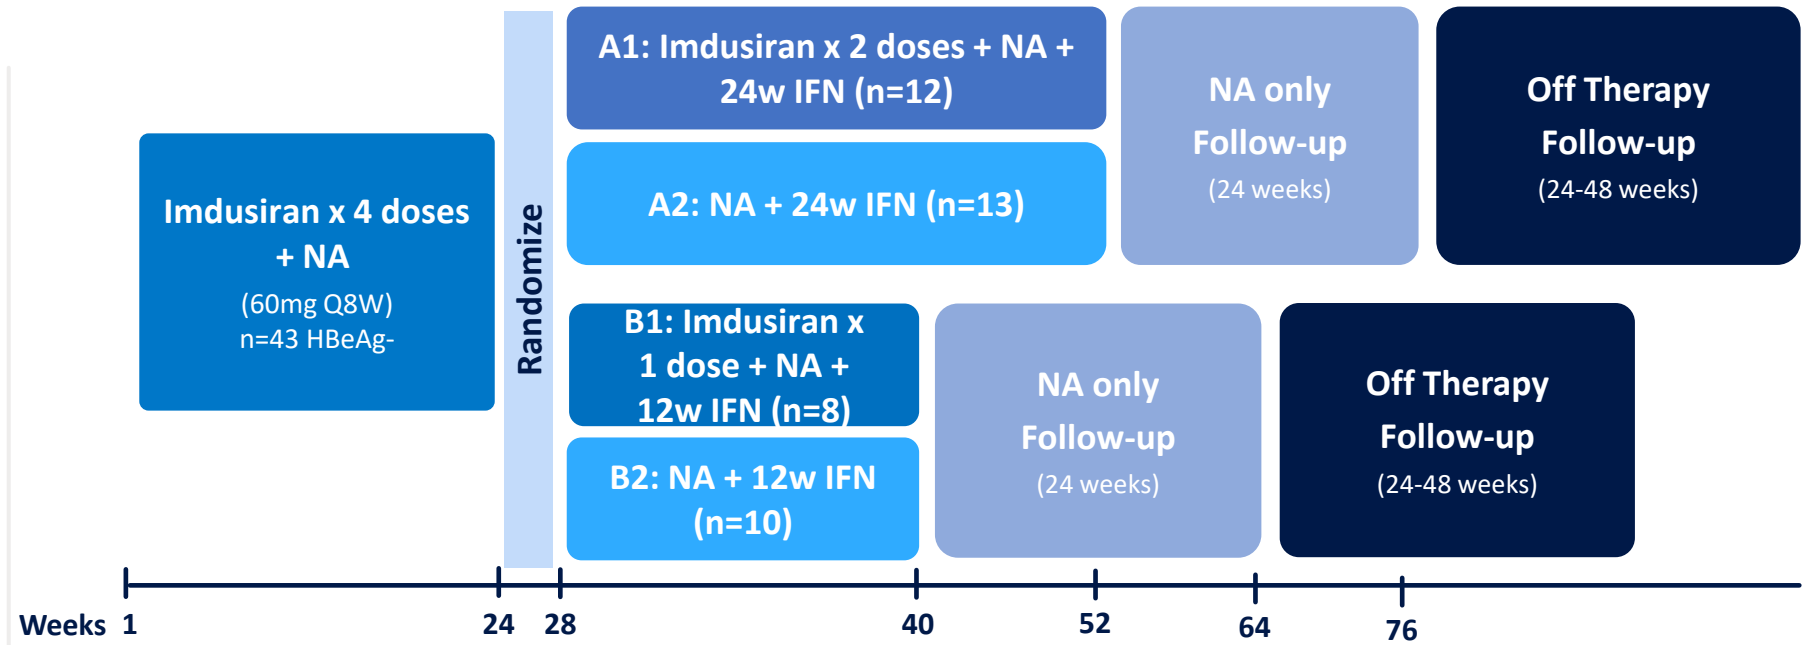 Imdusiran x 4 doses
+ NA
(60mg Q8W)
n=43 HBeAg-
Randomize
A1: Imdusiran x 2 doses + NA +
24w IFN (n=12)
A2: NA + 24w IFN (n=13)
NA only
Follow-up
(24 weeks)
Off Therapy
Follow-up
(24-48 weeks)
B1: Imdusiran x
1 dose + NA +
12w IFN (n=8)
B2: NA + 12w IFN
(n=10)
NA only
Follow-up
(24 weeks)
Off Therapy
Follow-up
(24-48 weeks)
Weeks 1 24 28 40 52 64 76